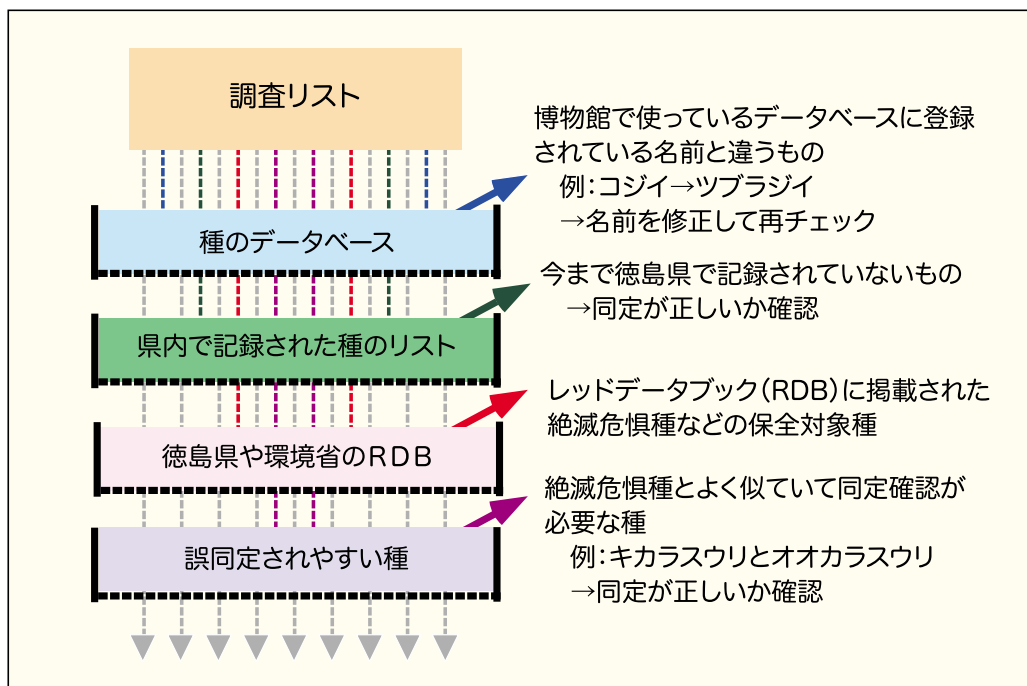 調査リスト
博物館で使っているデータベースに登録
されている名前と違うもの
例：コジイ→ツブラジイ
→名前を修正して再チェック
種のデータベース
今まで徳島県で記録されていないもの
→同定が正しいか確認
県内で記録された種のリスト
レッドデータブック（RDB）に掲載された
絶滅危惧種などの保全対象種
徳島県や環境省のＲＤＢ
絶滅危惧種とよく似ていて同定確認が
必要な種
例：キカラスウリとオオカラスウリ
→同定が正しいか確認
誤同定されやすい種